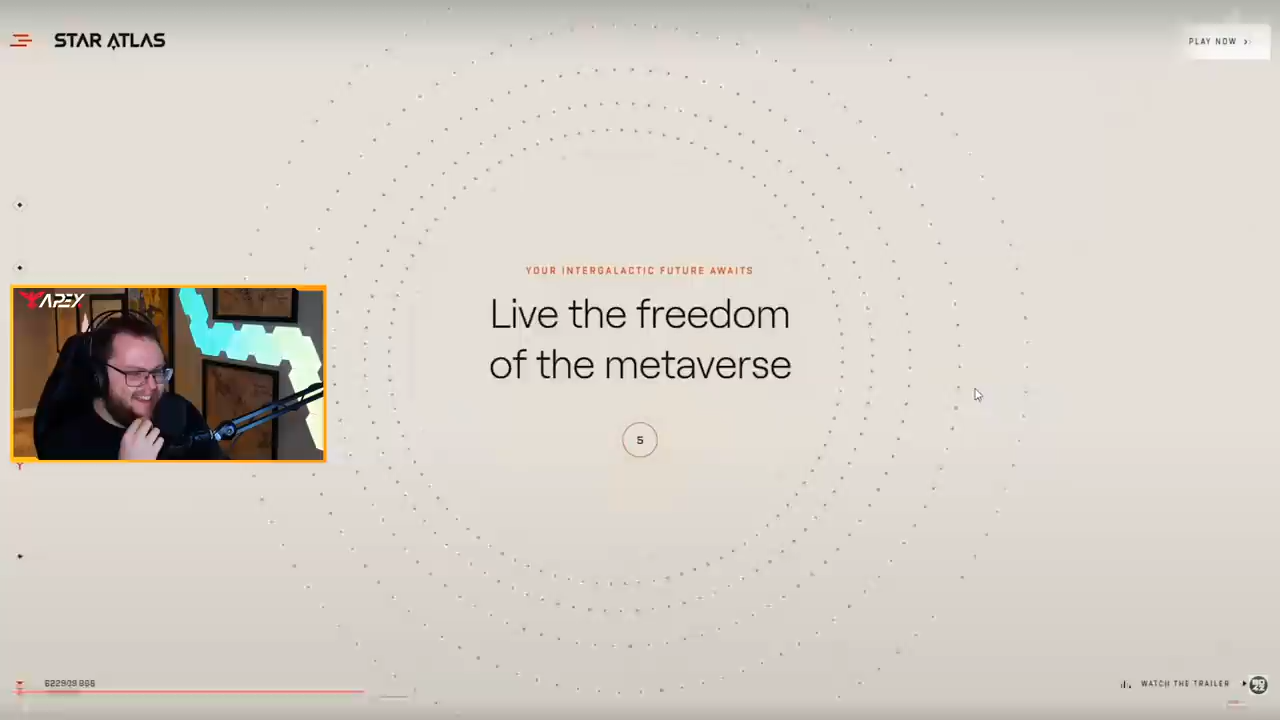 STAR ATLAS
PLAY NOW
YOUR INTERGALACTIC FUTURE AWAITS
Live the freedom
of the metaverse
APEX
5
WATCH THE TRAILER